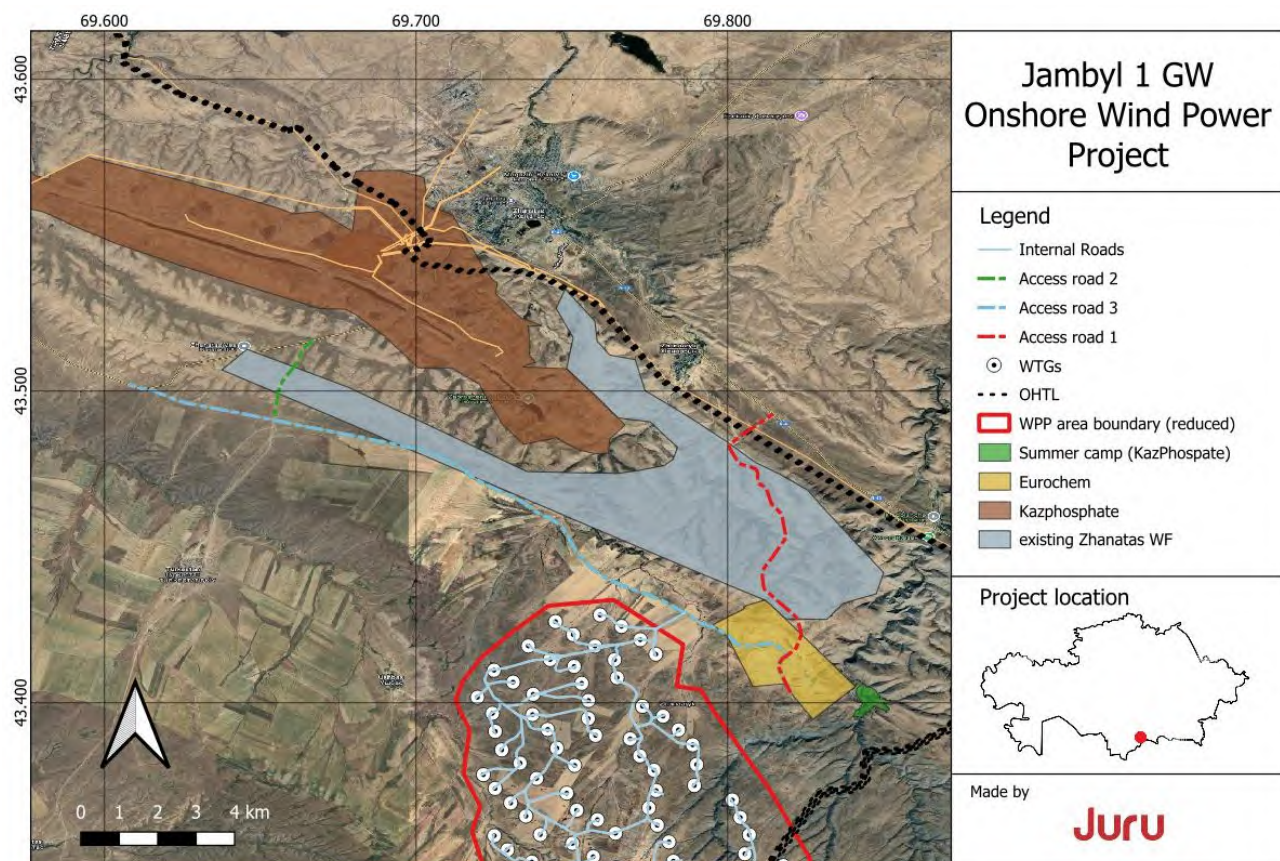 69.600
69.700
69.800
43.600
43.500
43.400
0 1 2 3 4 km
Jambyl 1 GW
Onshore Wind Power
Project
Legend
Internal Roads
Access road 2
Access road 3
Access road 1
WTGs
OHTL
WPP area boundary (reduced)
Summer camp (KazPhospate)
Eurochem
Kazphosphate
existing Zhanatas WF
Project location
Made by
Juru